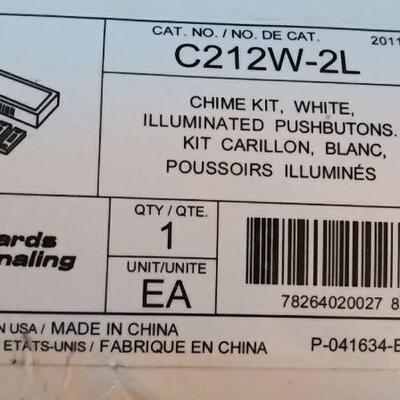 CAT. NO. / NO. DE CAT. 2011
C212W-2L
CHIME KIT, WHITE,
ILLUMINATED PUSHBUTONS.
KIT CARILLON, BLANC,
POUSSOIRS ILLUMINÉS
ards
naling
QTY / QTE.
1
UNIT/UNITE
EA
78264020027 8
N USA / MADE IN CHINA
ETATS-UNIS / FABRIQUE EN CHINA
P-041634-E